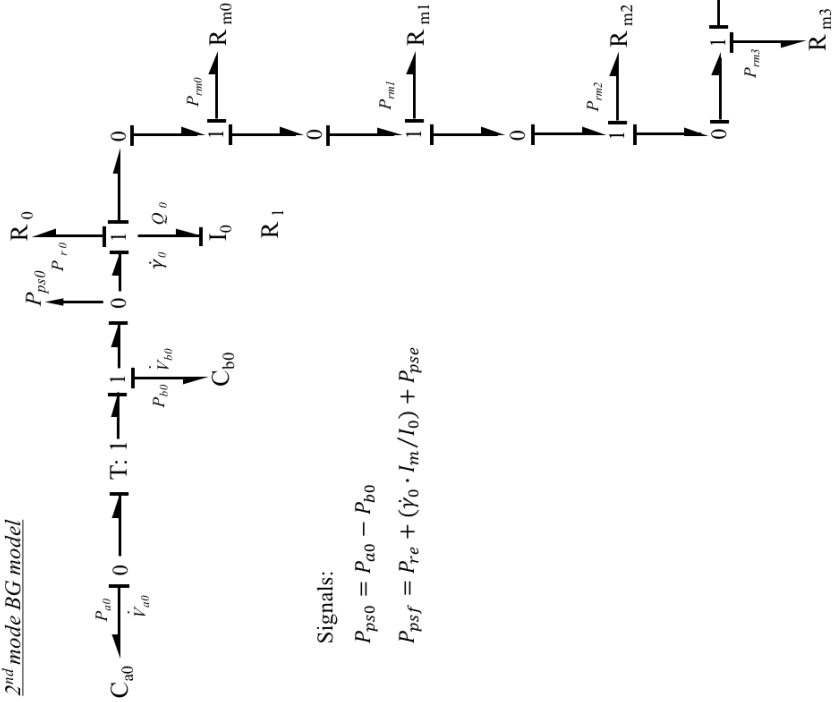 2nd mode BG model
C_a0
P_a0
V̇_a0
0
T: 1
1
P_b0
V̇_b0
C_b0
0
P_ps0
1
R_0
P_r0
γ̇_0
Q_0
I_0
R_1
0
1
P_rm0
R_m0
0
1
P_rm1
R_m1
0
1
P_rm2
R_m2
0
1
P_rm3
R_m3
Signals:
P_ps0 = P_a0 − P_b0
P_psf = P_re + (γ̇_0 · I_m/I_0) + P_pse